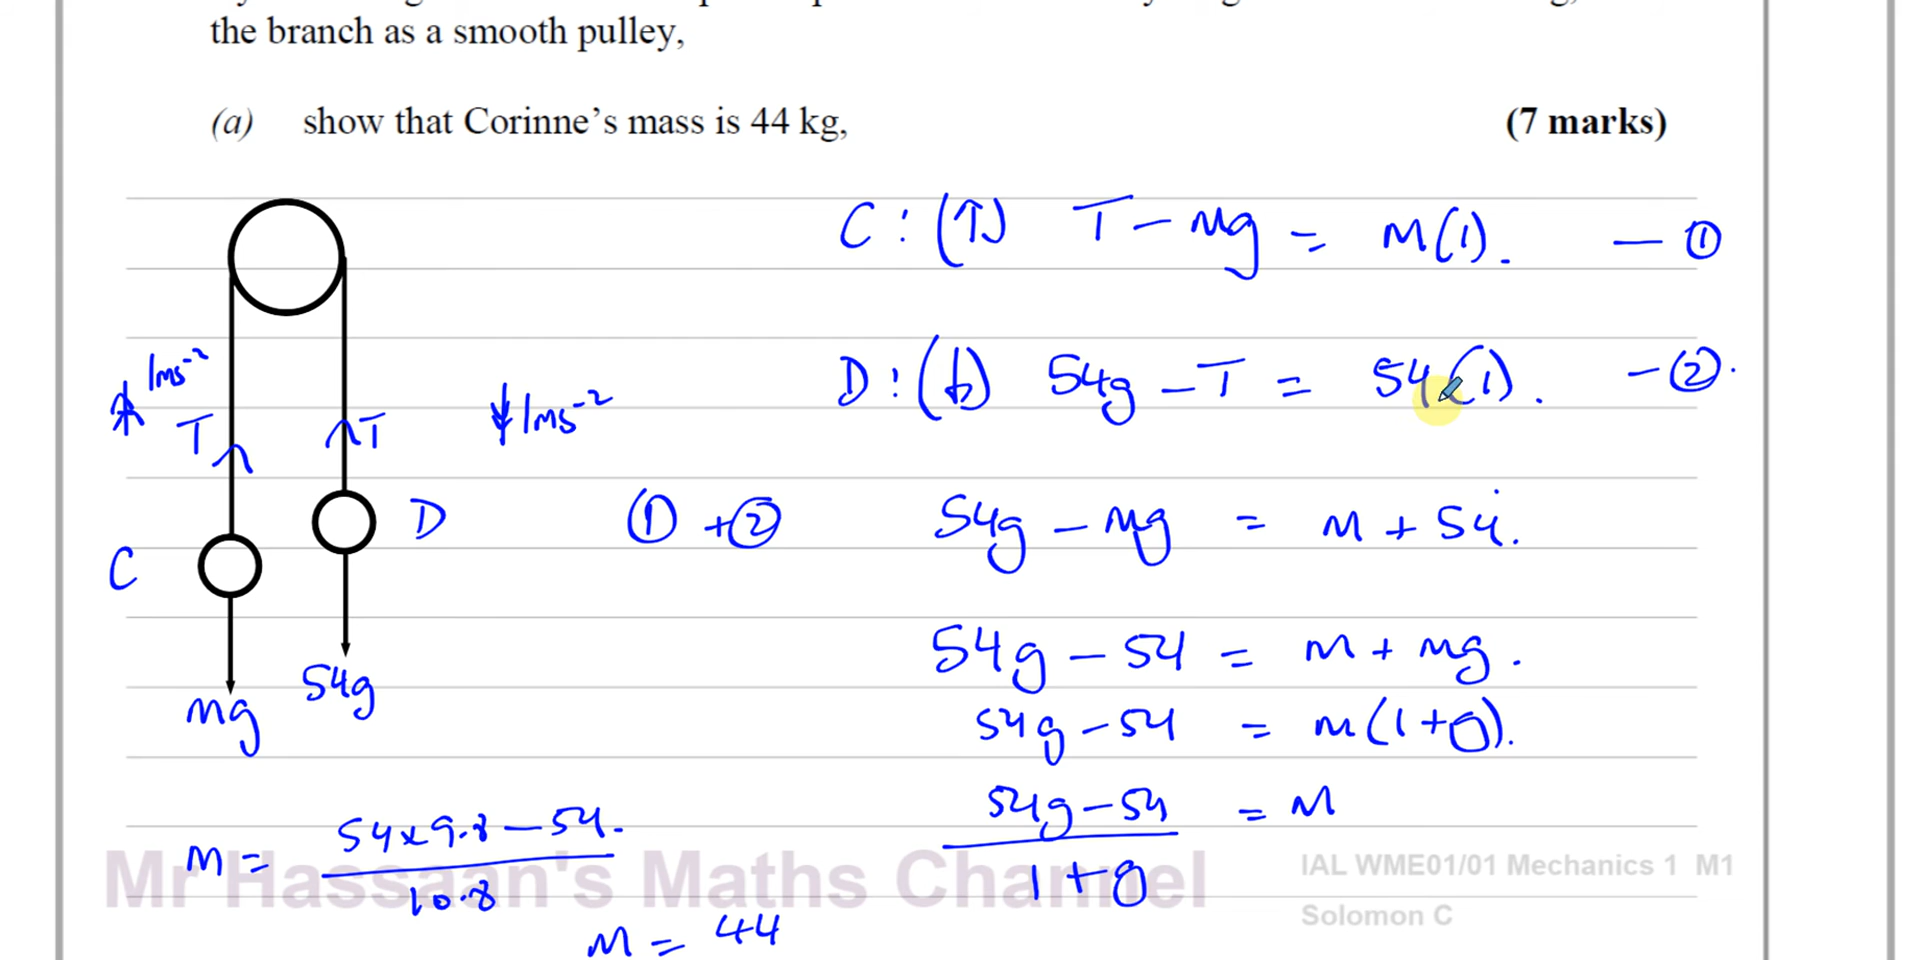 the branch as a smooth pulley,
(a) show that Corinne's mass is 44 kg, (7 marks)
C : (↑) T - Mg = M(1). — ①
1ms⁻²
D : (↓) 54g - T = 54(1). - ②.
T T 1ms⁻²
D ① + ② 54g - Mg = M + 54.
C
54g - 54 = M + Mg.
54g
Mg 54g - 54 = M(1+g).
54g - 54 = M
1+g
M = 54×9.8 - 54.
10.8
M = 44
Mr Hassaan's Maths Channel
IAL WME01/01 Mechanics 1 M1
Solomon C